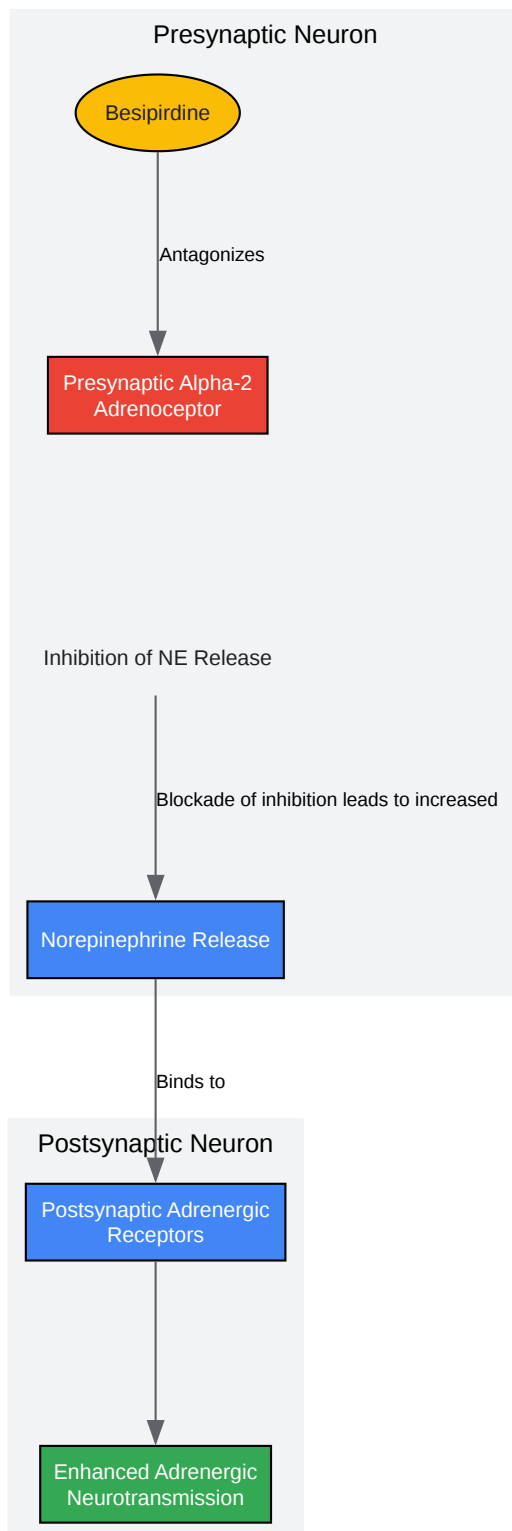 Presynaptic Neuron
Besipirdine
Antagonizes
Presynaptic Alpha-2
Adrenoceptor
Inhibition of NE Release
Blockade of inhibition leads to increased
Norepinephrine Release
Binds to
Postsynaptic Neuron
Postsynaptic Adrenergic
Receptors
Enhanced Adrenergic
Neurotransmission